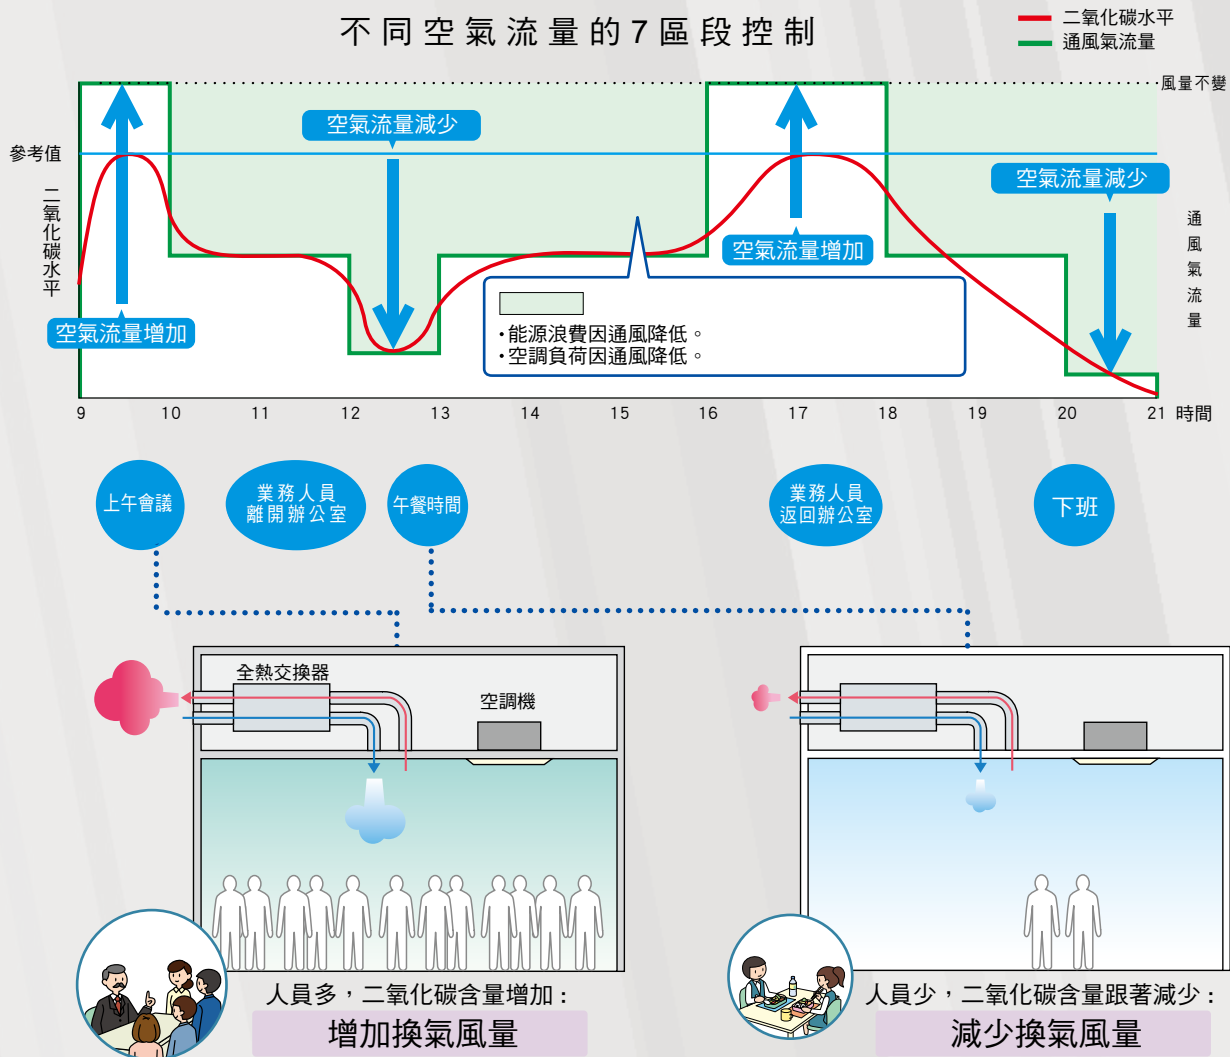 不同空氣流量的7區段控制
二氧化碳水平
通風氣流量
風量不變
參考值
二氧化碳水平
空氣流量減少
空氣流量減少
通風氣流量
空氣流量增加
空氣流量增加
・能源浪費因通風降低。
・空調負荷因通風降低。
9 10 11 12 13 14 15 16 17 18 19 20 21 時間
上午會議
業務人員
離開辦公室
午餐時間
業務人員
返回辦公室
下班
全熱交換器
空調機
人員多，二氧化碳含量增加：
增加換氣風量
人員少，二氧化碳含量跟著減少：
減少換氣風量